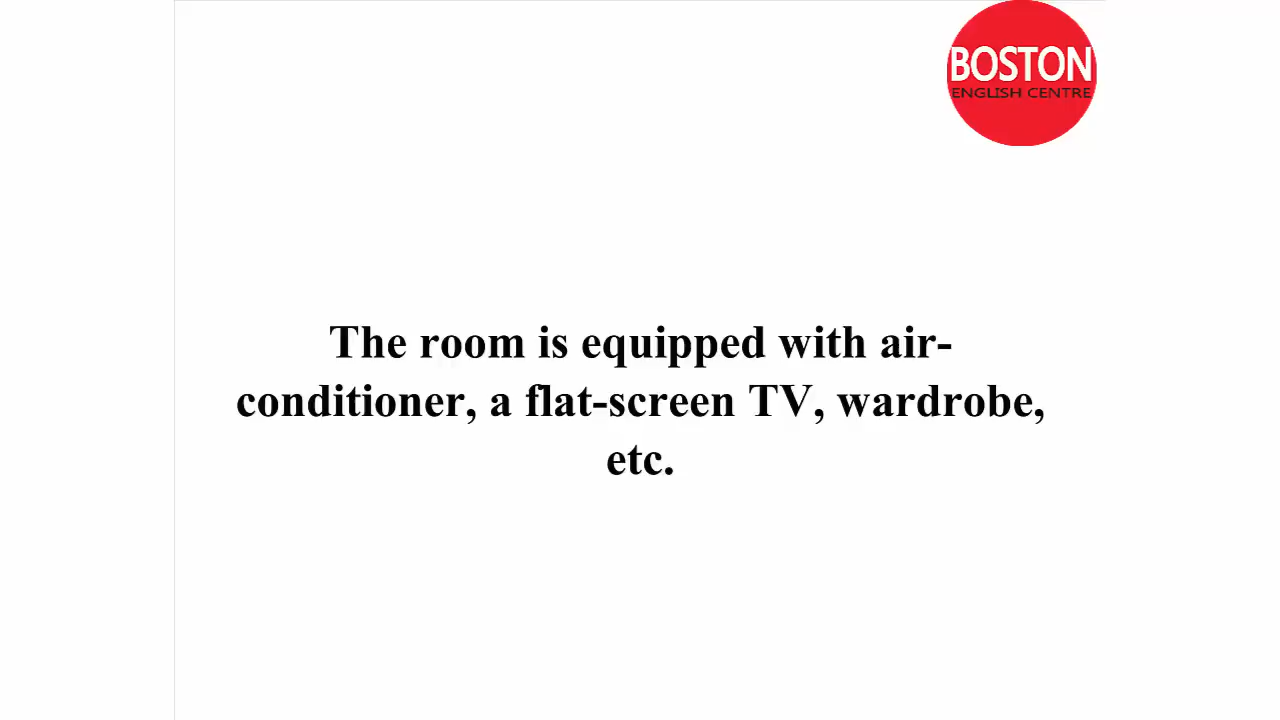 BOSTON
ENGLISH CENTRE
The room is equipped with air-
conditioner, a flat-screen TV, wardrobe,
etc.